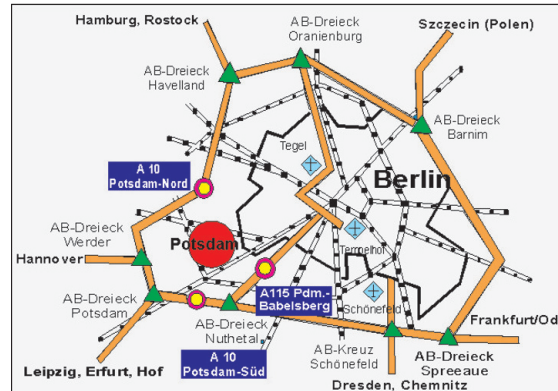 Hamburg, Rostock
AB-Dreieck
Oranienburg
Szczecin (Polen)
AB-Dreieck
Havelland
AB-Dreieck
Barnim
Tegel
A 10
Potsdam-Nord
Berlin
AB-Dreieck
Werder
Potsdam
Tempelhof
Hannover
AB-Dreieck
Potsdam
A115 Pdm.-
Babelsberg
Schönefeld
Frankfurt/Od
AB-Dreieck
Nuthetal
A 10
Potsdam-Süd
AB-Kreuz
Schönefeld
AB-Dreieck
Spreeaue
Leipzig, Erfurt, Hof
Dresden, Chemnitz